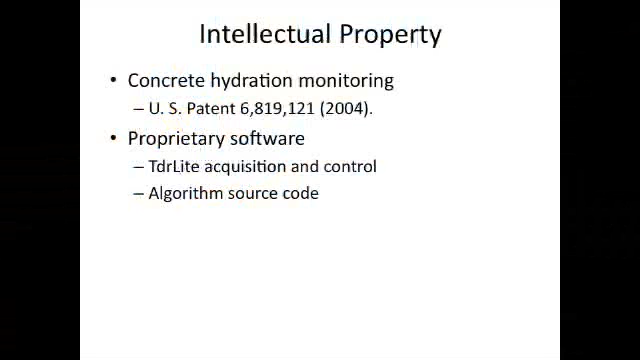 Intellectual Property
• Concrete hydration monitoring
– U. S. Patent 6,819,121 (2004).
• Proprietary software
– TdrLite acquisition and control
– Algorithm source code